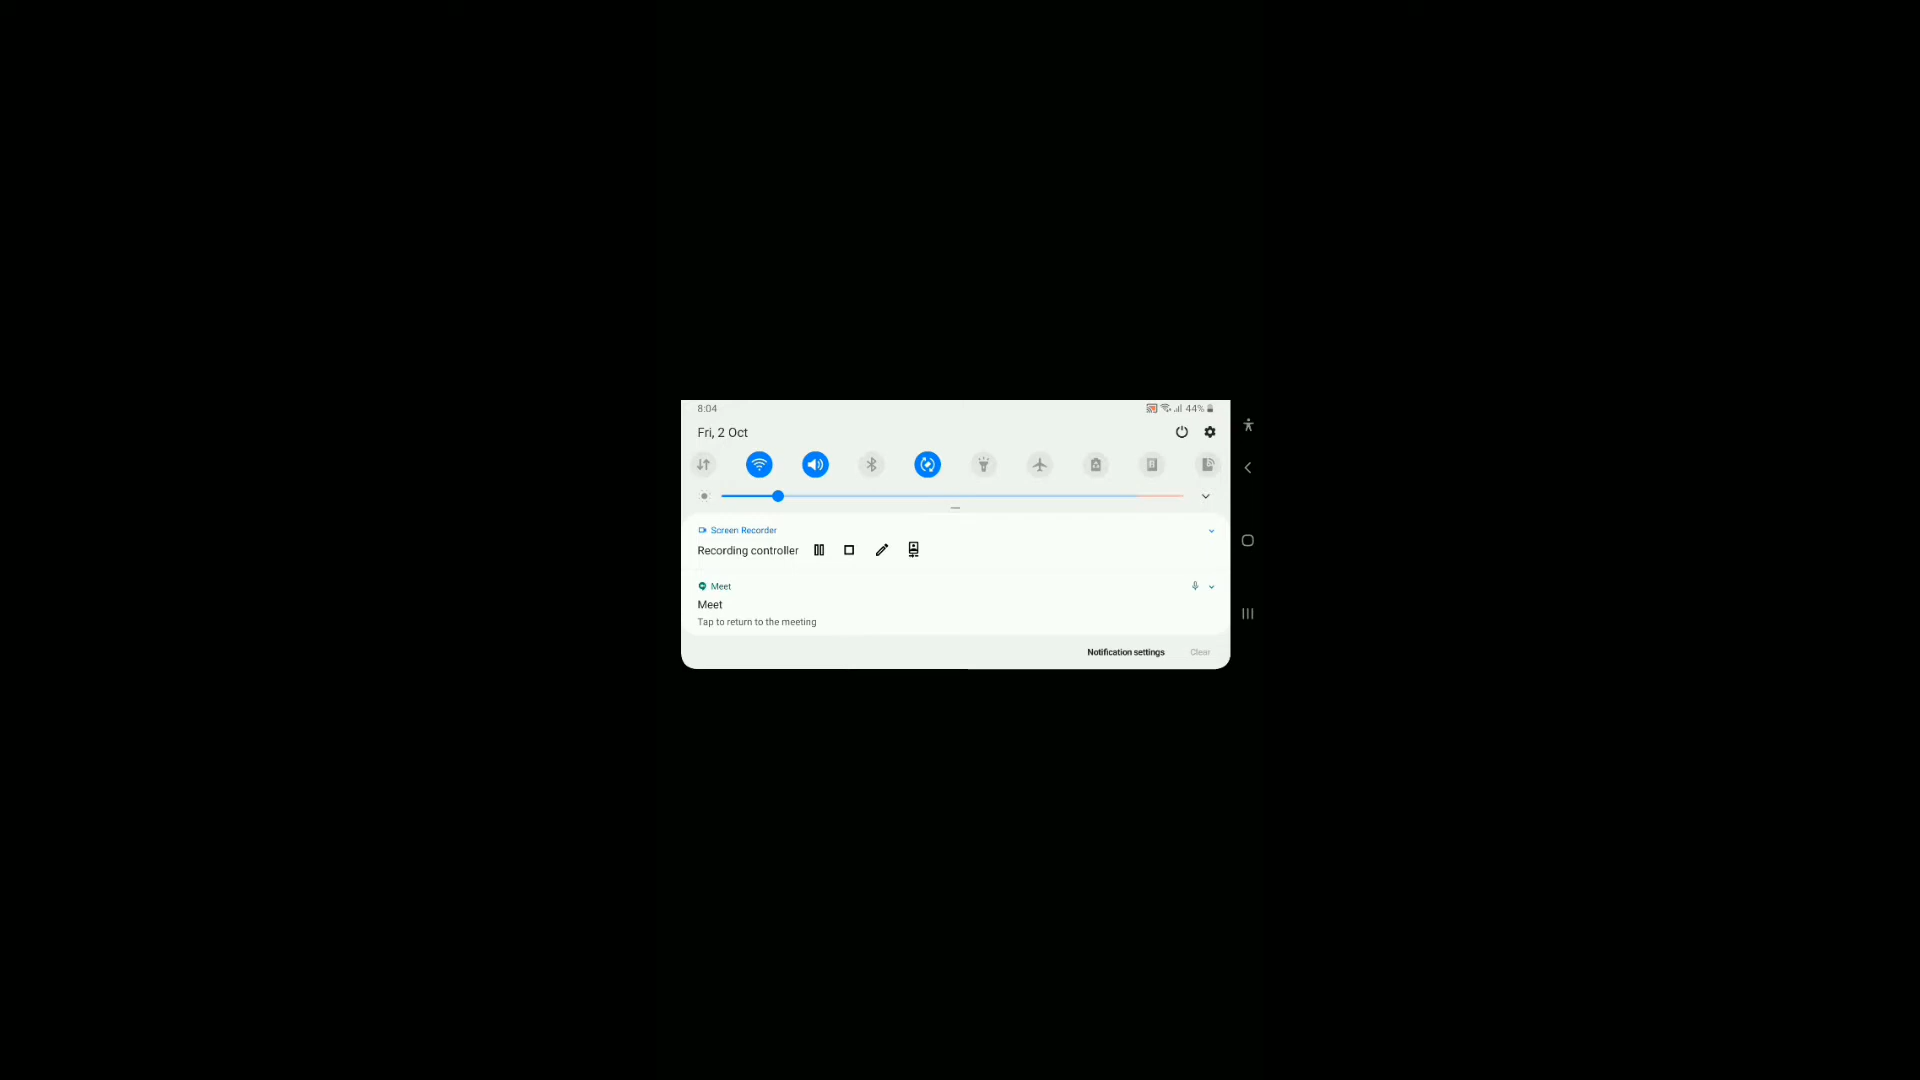 8:04
44%
Fri, 2 Oct
Screen Recorder
Recording controller
Meet
Meet
Tap to return to the meeting
Notification settings
Clear